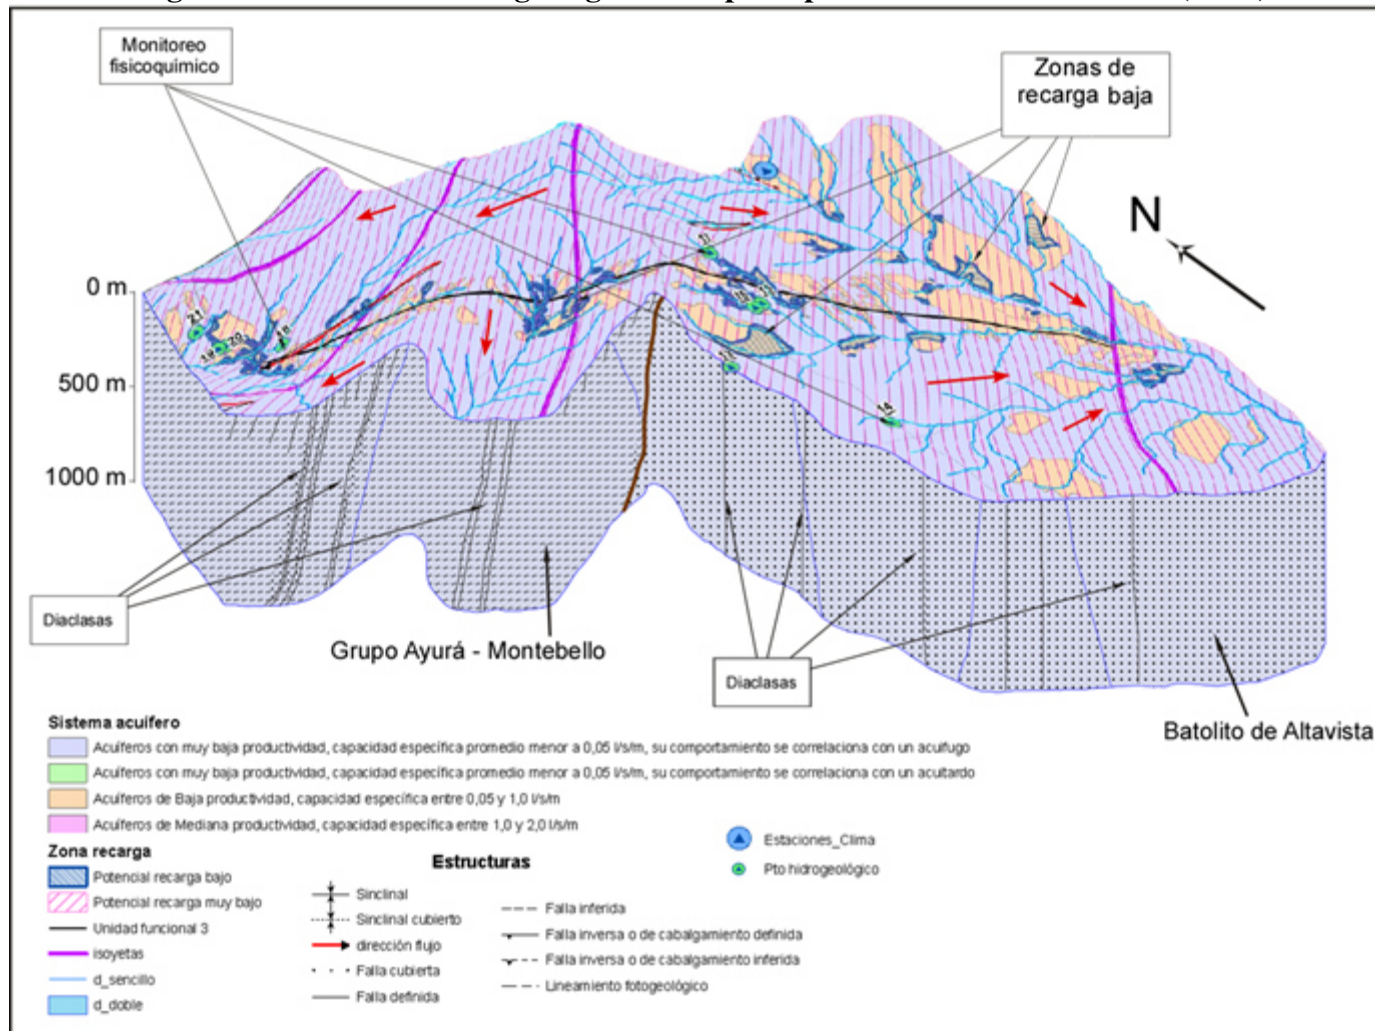 Monitoreo
fisicoquímico
Zonas de
recarga baja
N
0 m
500 m
1000 m
21
19
20
18
14
Diaclasas
Grupo Ayurá - Montebello
Diaclasas
Batolito de Altavista
Sistema acuífero
Acuíferos con muy baja productividad, capacidad específica promedio menor a 0,05 l/s/m, su comportamiento se correlaciona con un acuifugo
Acuíferos con muy baja productividad, capacidad específica promedio menor a 0,05 l/s/m, su comportamiento se correlaciona con un acuitardo
Acuíferos de Baja productividad, capacidad específica entre 0,05 y 1,0 l/s/m
Acuíferos de Mediana productividad, capacidad específica entre 1,0 y 2,0 l/s/m
Zona recarga
Potencial recarga bajo
Potencial recarga muy bajo
Unidad funcional 3
isoyetas
d_sencillo
d_doble
Estructuras
Sinclinal
Sinclinal cubierto
dirección flujo
Falla cubierta
Falla definida
Falla inferida
Falla inversa o de cabalgamiento definida
Falla inversa o de cabalgamiento inferida
Lineamiento fotogeológico
Estaciones_Clima
Pto hidrogeológico